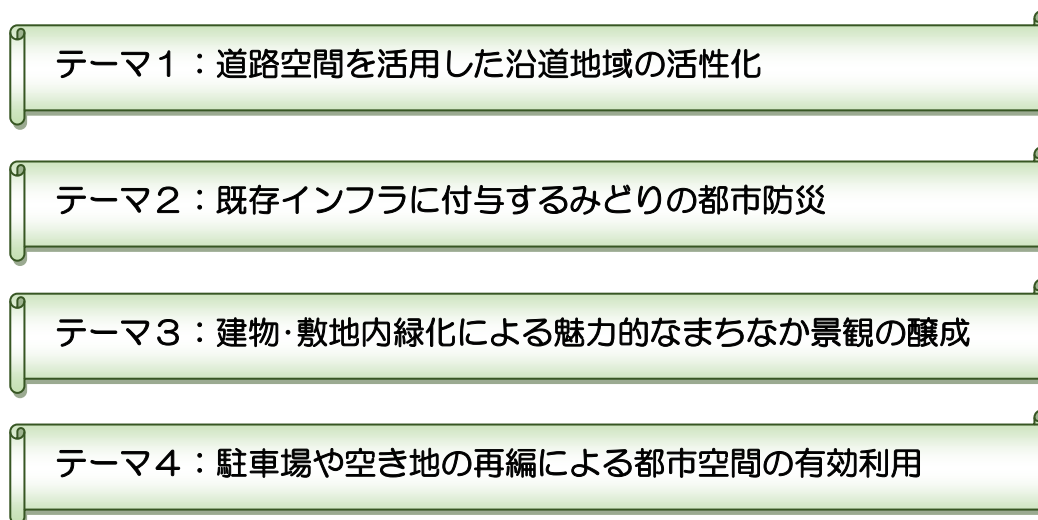 テーマ１：道路空間を活用した沿道地域の活性化
テーマ２：既存インフラに付与するみどりの都市防災
テーマ３：建物･敷地内緑化による魅力的なまちなか景観の醸成
テーマ４：駐車場や空き地の再編による都市空間の有効利用